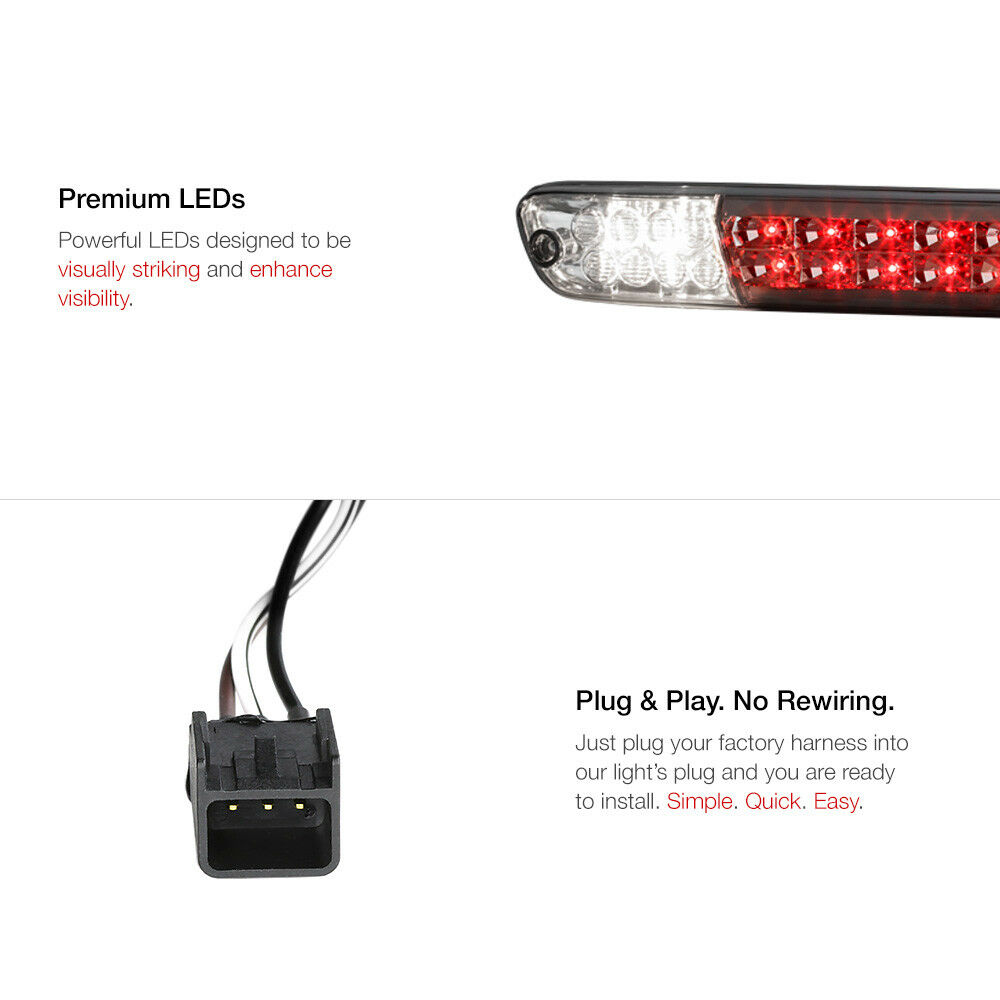 Premium LEDs
Powerful LEDs designed to be
visually striking and enhance
visibility.
Plug & Play. No Rewiring.
Just plug your factory harness into
our light's plug and you are ready
to install. Simple. Quick. Easy.